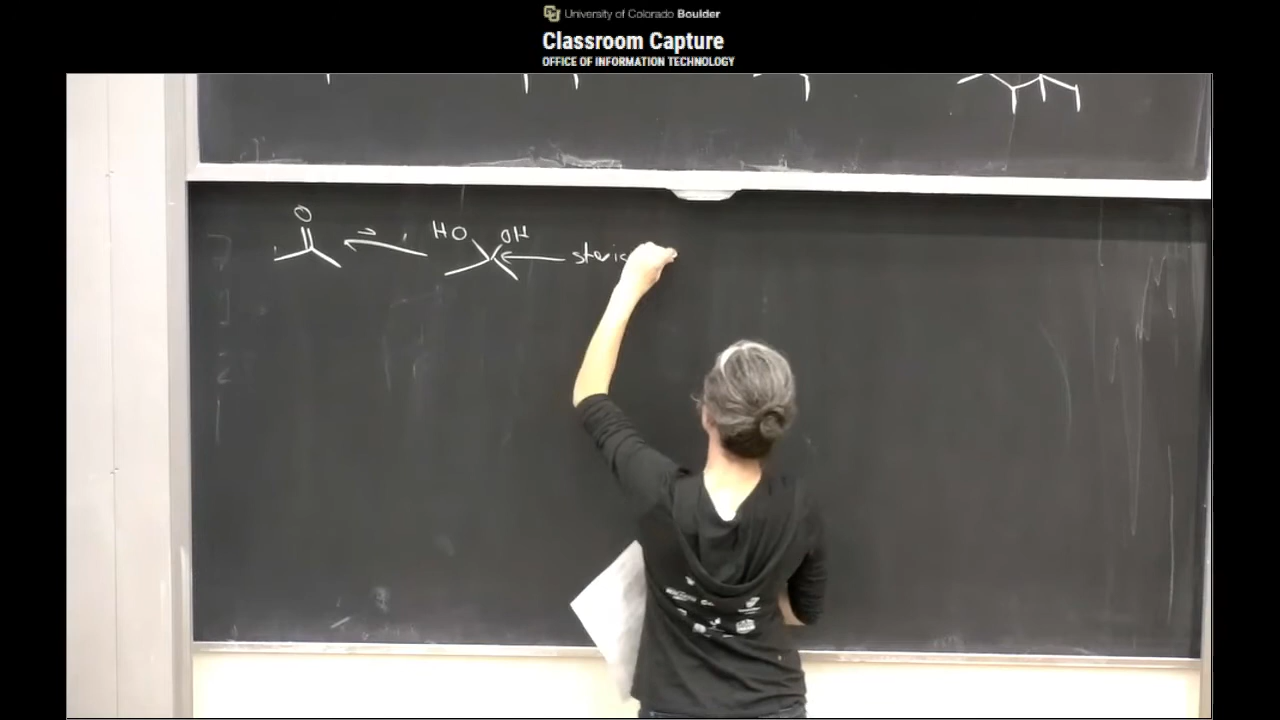 University of Colorado Boulder
Classroom Capture
OFFICE OF INFORMATION TECHNOLOGY
O
HO OH steric